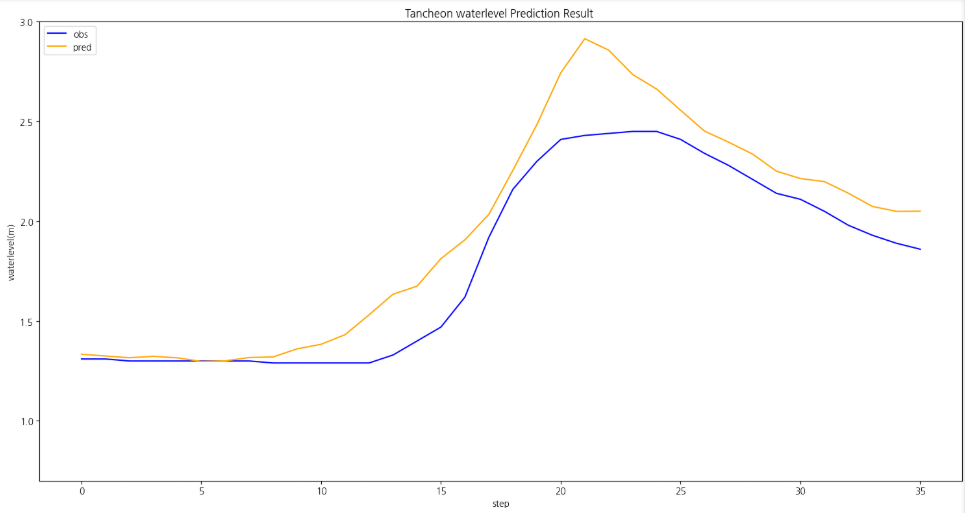 Tancheon waterlevel Prediction Result
obs
pred
3.0
2.5
2.0
1.5
1.0
waterlevel(m)
0 5 10 15 20 25 30 35
step